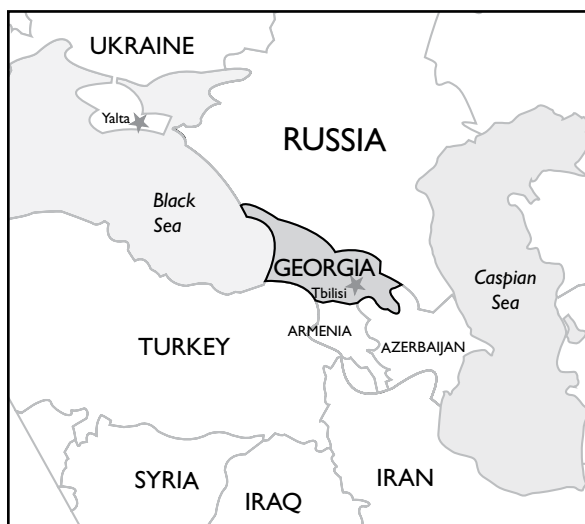 UKRAINE
Yalta
RUSSIA
Black
Sea
GEORGIA
Tbilisi
Caspian
Sea
ARMENIA
TURKEY
AZERBAIJAN
SYRIA
IRAN
IRAQ